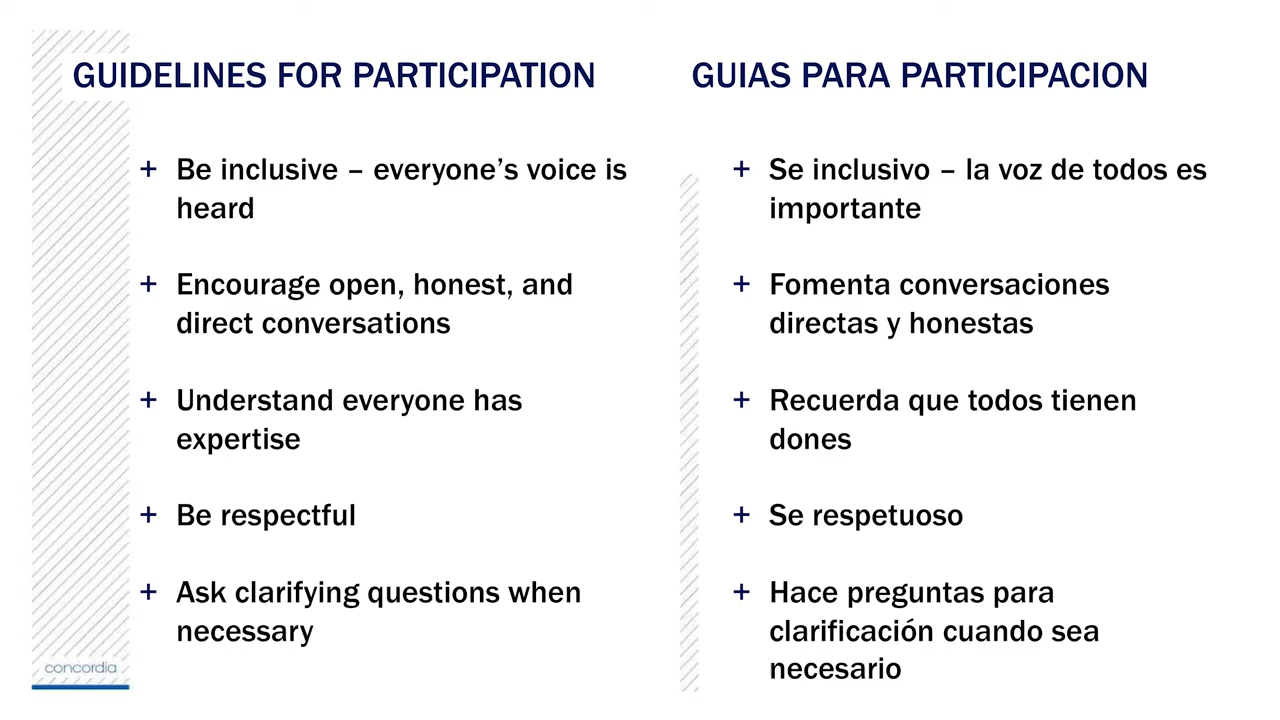 GUIDELINES FOR PARTICIPATION
+ Be inclusive – everyone’s voice is
heard
+ Encourage open, honest, and
direct conversations
+ Understand everyone has
expertise
+ Be respectful
+ Ask clarifying questions when
necessary
concordia
GUIAS PARA PARTICIPACION
+ Se inclusivo – la voz de todos es
importante
+ Fomenta conversaciones
directas y honestas
+ Recuerda que todos tienen
dones
+ Se respetuoso
+ Hace preguntas para
clarificación cuando sea
necesario